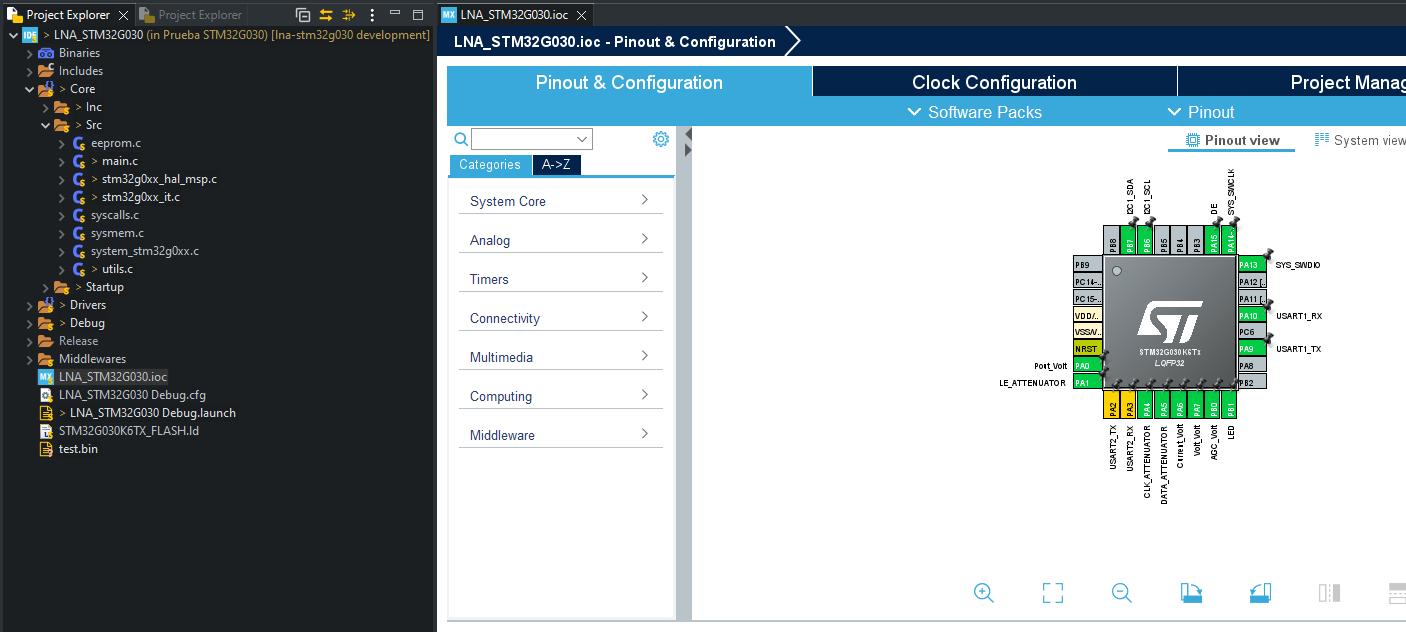 Project Explorer
Project Explorer
> LNA_STM32G030 (in Prueba STM32G030) [lna-stm32g030 development]
Binaries
Includes
> Core
> Inc
> Src
eeprom.c
> main.c
> stm32g0xx_hal_msp.c
> stm32g0xx_it.c
syscalls.c
sysmem.c
system_stm32g0xx.c
> utils.c
> Startup
> Drivers
> Debug
Release
Middlewares
LNA_STM32G030.ioc
LNA_STM32G030 Debug.cfg
> LNA_STM32G030 Debug.launch
STM32G030K6TX_FLASH.ld
test.bin
MX LNA_STM32G030.ioc
LNA_STM32G030.ioc - Pinout & Configuration
Pinout & Configuration
Clock Configuration
Project Manag
Software Packs
Pinout
Pinout view
System view
Categories
A->Z
System Core
Analog
Timers
Connectivity
Multimedia
Computing
Middleware
I2C1_SDA
I2C1_SCL
DE
SYS_SWCLK
PB8
PB7
PB6
PB5
PB4
PB3
PA15
PA14-..
PB9
PC14-..
PC15-..
VDD/..
VSS/V..
NRST
PA0
PA1
Port_Volt
LE_ATTENUATOR
PA13
PA12 [..
PA11 [..
PA10
PC6
PA9
PA8
PB2
SYS_SWDIO
USART1_RX
USART1_TX
STM32G030K6Tx
LQFP32
PA2
PA3
PA4
PA5
PA6
PA7
PB0
PB1
USART2_TX
USART2_RX
CLK_ATTENUATOR
DATA_ATTENUATOR
Current_Volt
Volt_Volt
AGC_Volt
LED